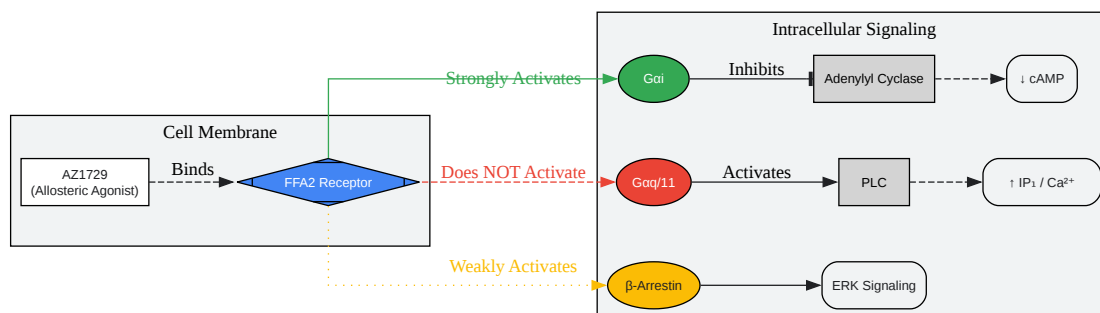 Intracellular Signaling
Strongly Activates
Gαi
Inhibits
Adenylyl Cyclase
↓ cAMP
Cell Membrane
AZ1729
(Allosteric Agonist)
Binds
FFA2 Receptor
Does NOT Activate
Gαq/11
Activates
PLC
↑ IP₁ / Ca²⁺
Weakly Activates
β-Arrestin
ERK Signaling